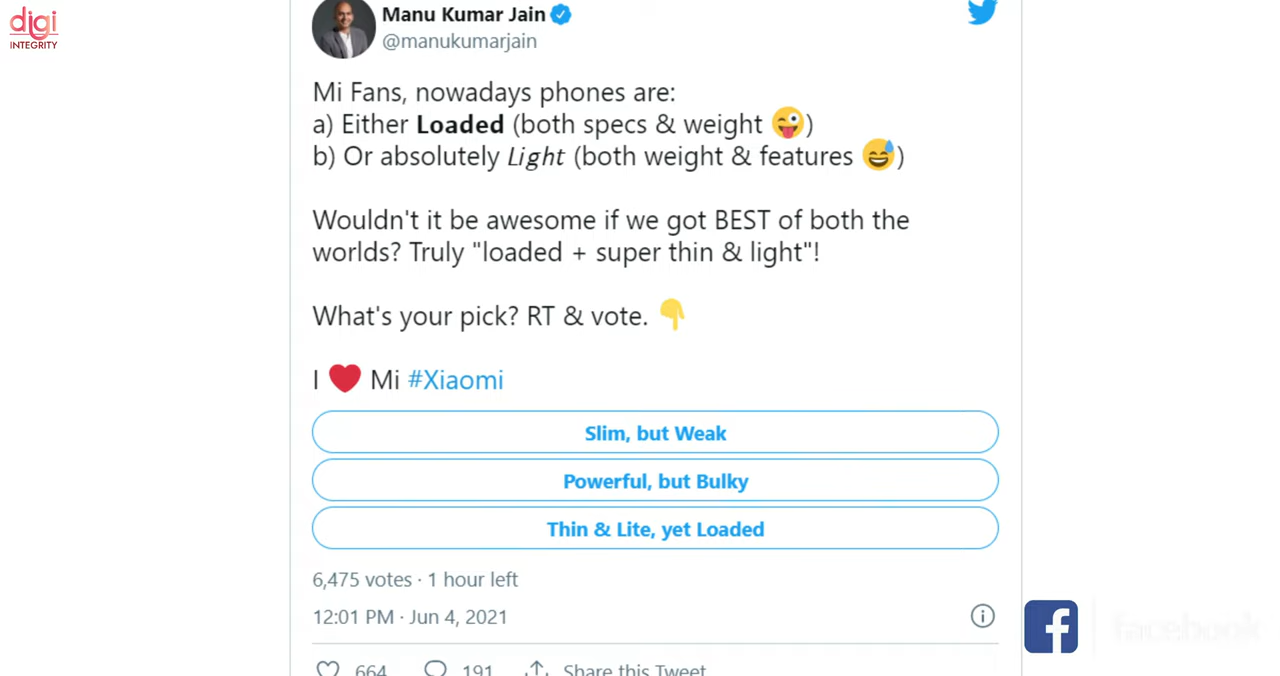 digi
INTEGRITY
Manu Kumar Jain
@manukumarjain
Mi Fans, nowadays phones are:
a) Either Loaded (both specs & weight 😜)
b) Or absolutely Light (both weight & features 😅)
Wouldn't it be awesome if we got BEST of both the
worlds? Truly "loaded + super thin & light"!
What's your pick? RT & vote. 👇
I ❤️ Mi #Xiaomi
Slim, but Weak
Powerful, but Bulky
Thin & Lite, yet Loaded
6,475 votes · 1 hour left
12:01 PM · Jun 4, 2021
facebook
664 191 Share this Tweet